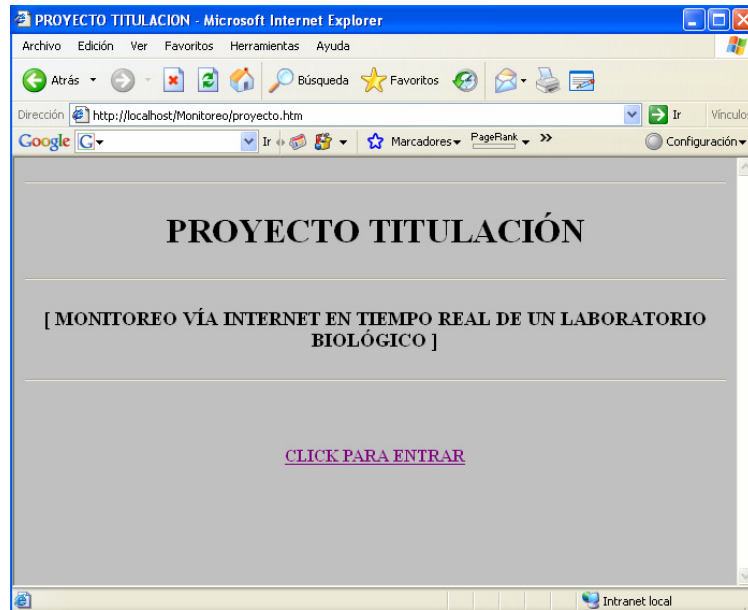 PROYECTO TITULACION - Microsoft Internet Explorer
Archivo Edición Ver Favoritos Herramientas Ayuda
Atrás Búsqueda Favoritos
Dirección http://localhost/Monitoreo/proyecto.htm Ir Vínculos
Google G Ir Marcadores PageRank >> Configuración
PROYECTO TITULACIÓN
[ MONITOREO VÍA INTERNET EN TIEMPO REAL DE UN LABORATORIO
BIOLÓGICO ]
CLICK PARA ENTRAR
Intranet local